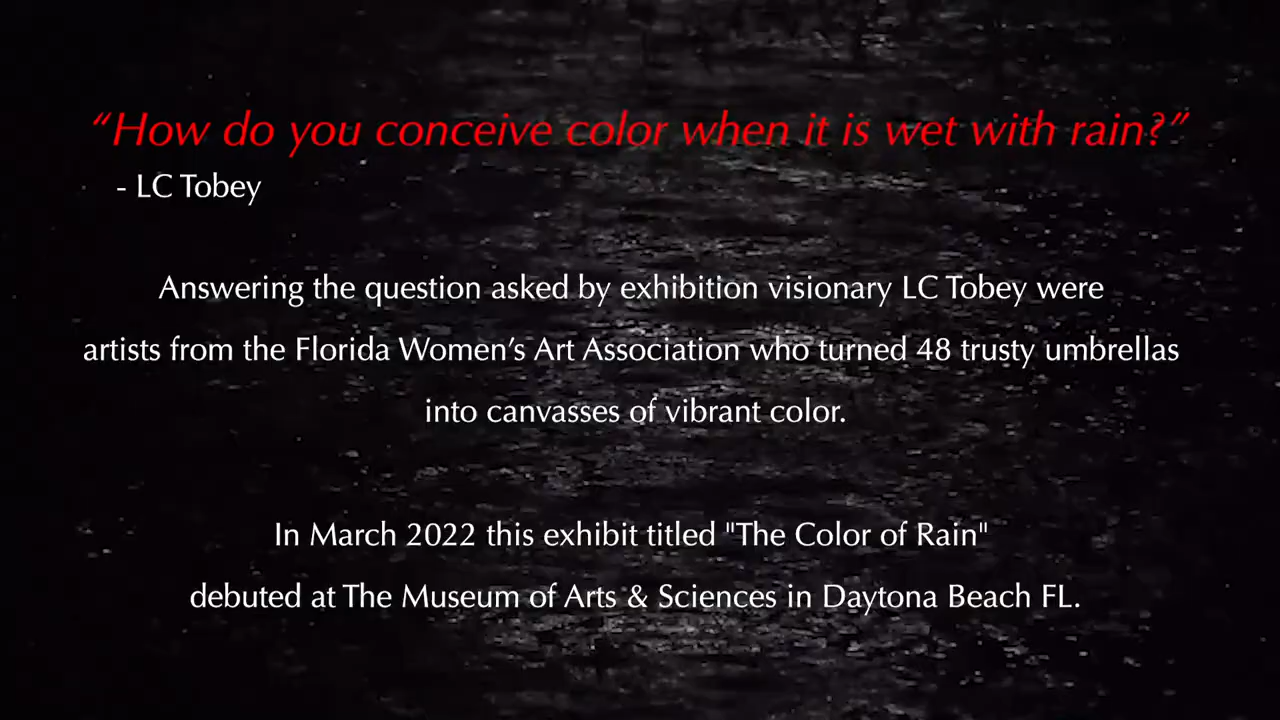 “How do you conceive color when it is wet with rain?”
- LC Tobey
Answering the question asked by exhibition visionary LC Tobey were
artists from the Florida Women’s Art Association who turned 48 trusty umbrellas
into canvasses of vibrant color.
In March 2022 this exhibit titled "The Color of Rain"
debuted at The Museum of Arts & Sciences in Daytona Beach FL.